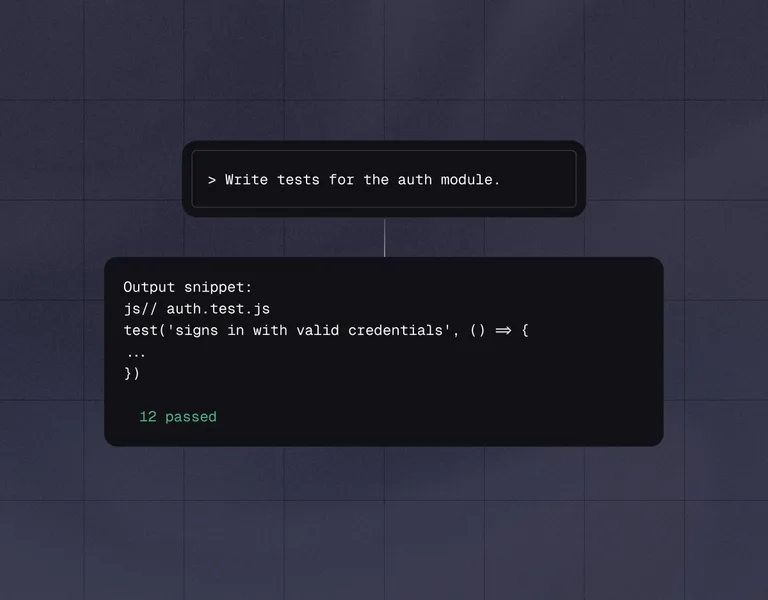 > Write tests for the auth module.
Output snippet:
js// auth.test.js
test('signs in with valid credentials', () => {
...
})
12 passed